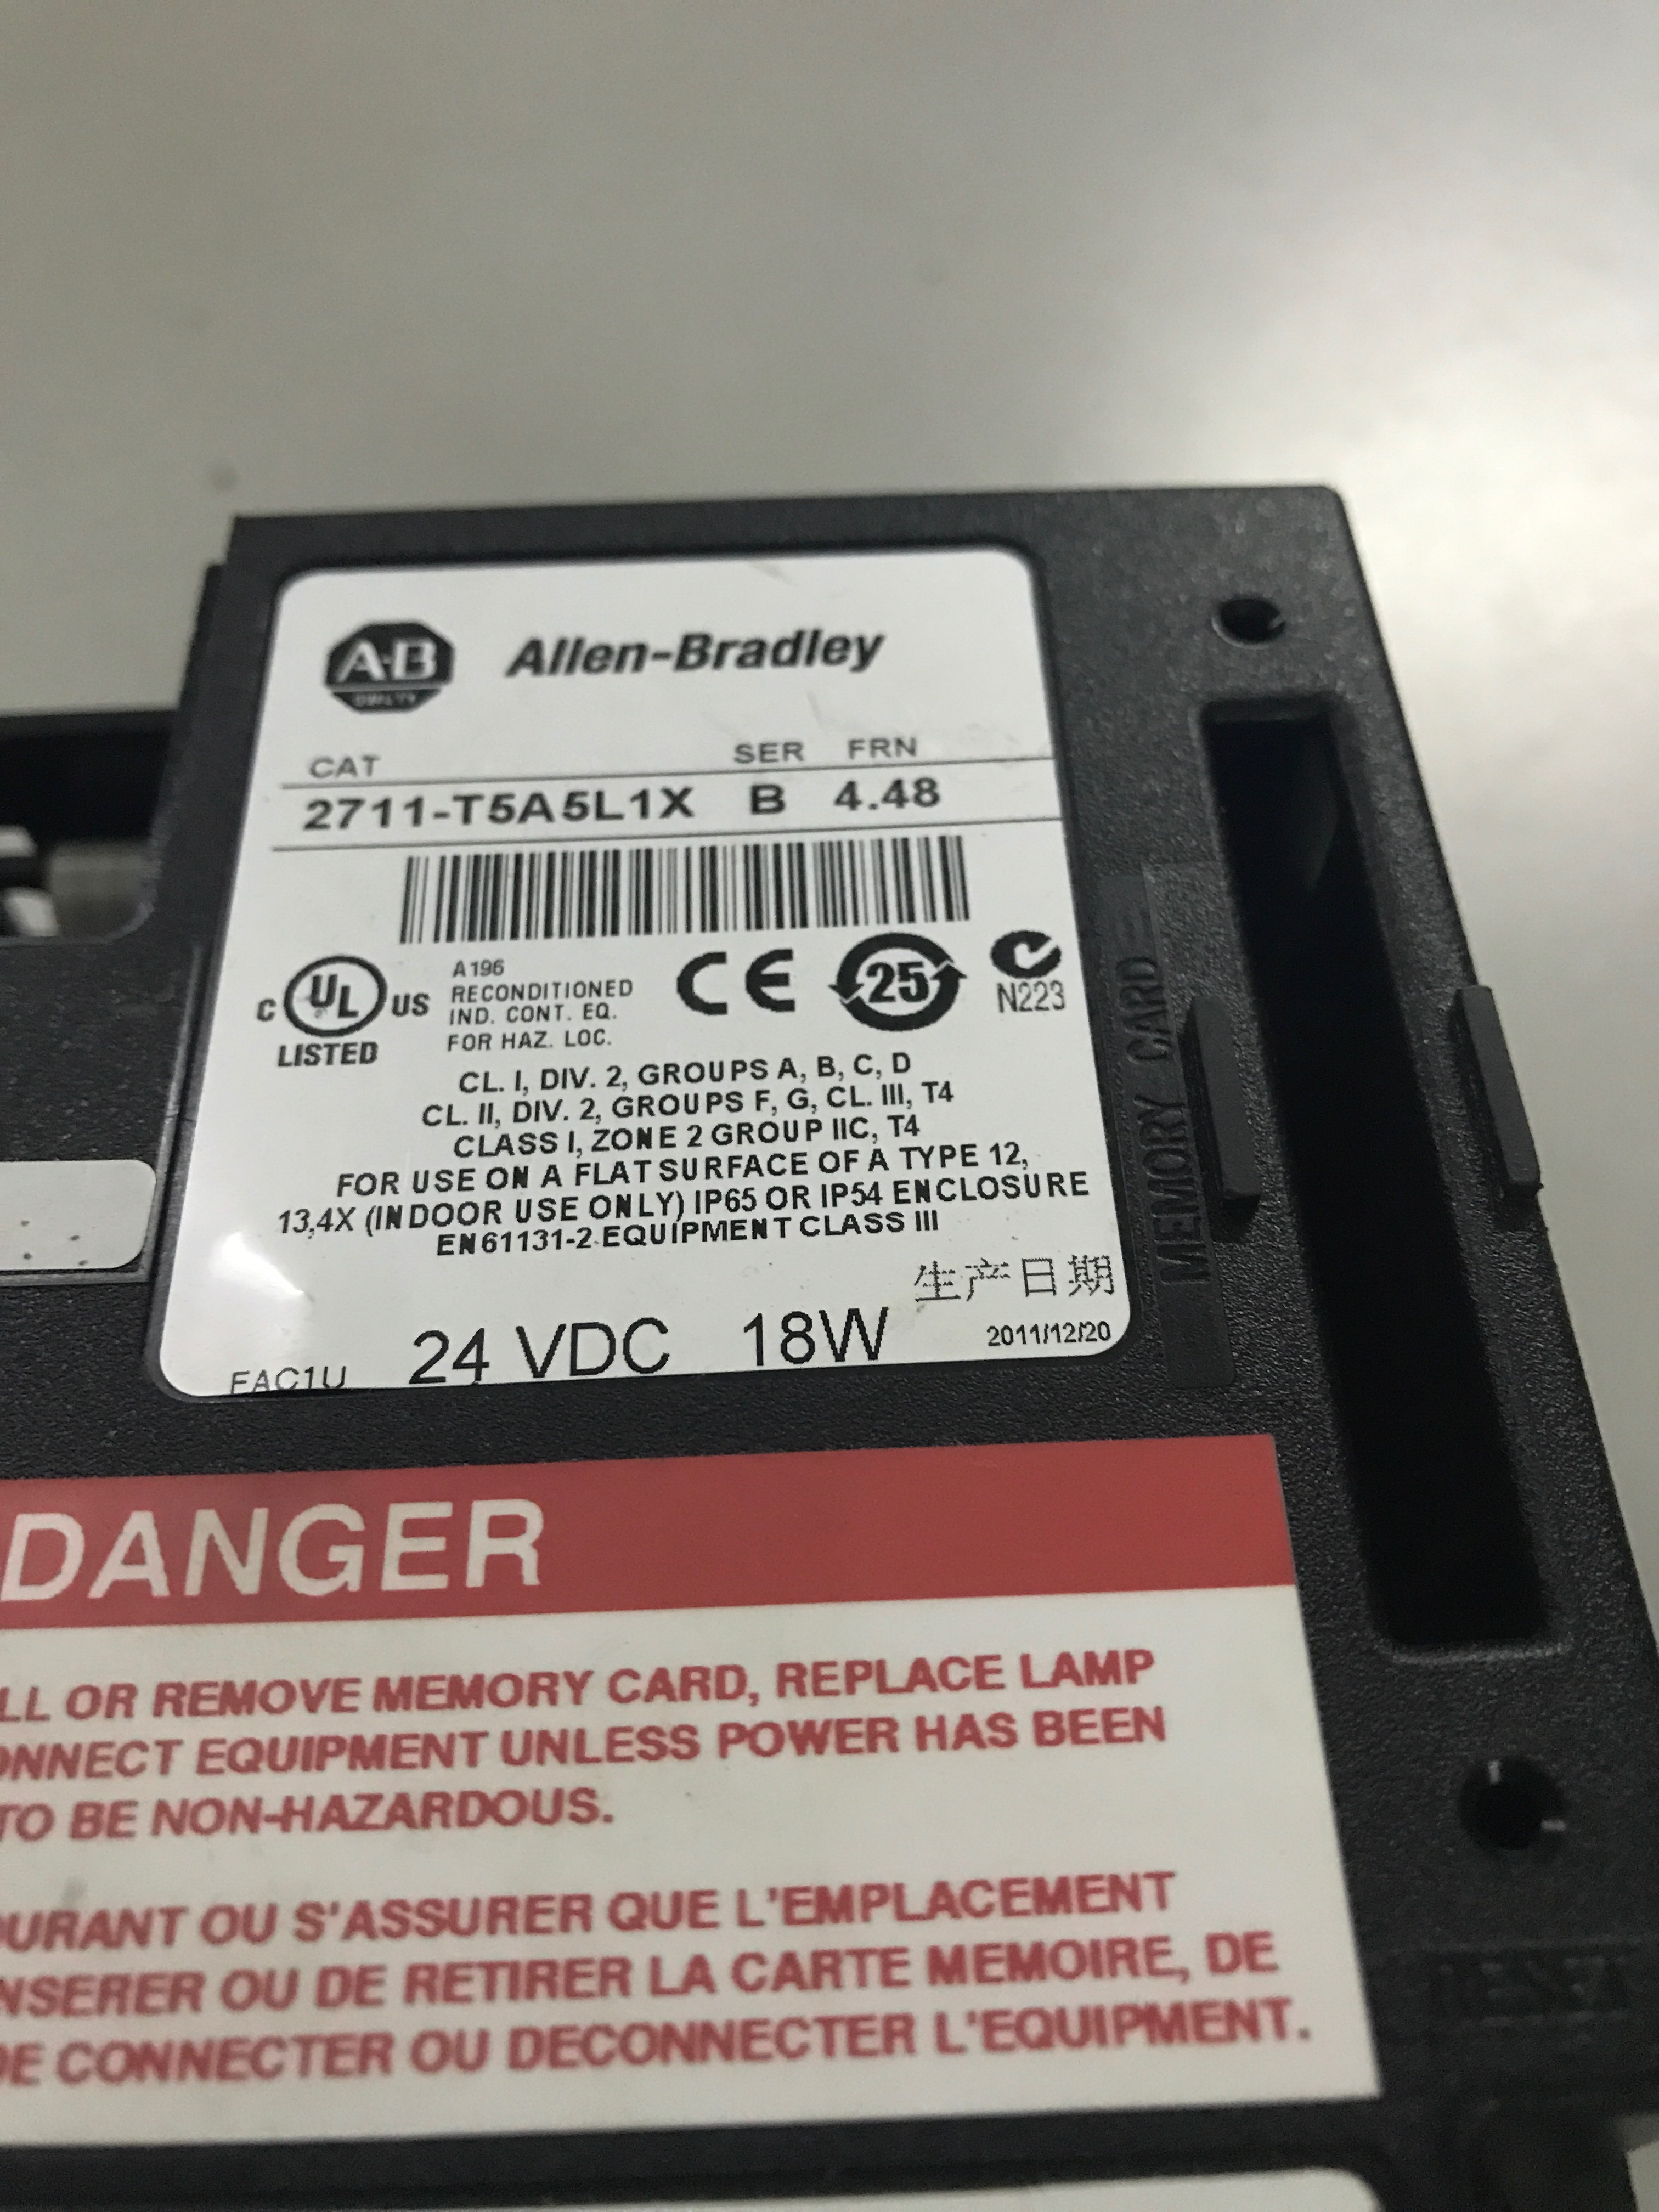 A-B
QUALITY
Allen-Bradley
CAT SER FRN
2711-T5A5L1X B 4.48
C UL US
LISTED
A196
RECONDITIONED
IND. CONT. EQ.
FOR HAZ. LOC.
CE
25
N223
CL. I, DIV. 2, GROUPS A, B, C, D
CL. II, DIV. 2, GROUPS F, G, CL. III, T4
CLASS I, ZONE 2 GROUP IIC, T4
FOR USE ON A FLAT SURFACE OF A TYPE 12,
13,4X (INDOOR USE ONLY) IP65 OR IP54 ENCLOSURE
EN61131-2 EQUIPMENT CLASS III
生产日期
FAC1U 24 VDC 18W 2011/12/20
MEMORY CARD
DANGER
LL OR REMOVE MEMORY CARD, REPLACE LAMP
ONNECT EQUIPMENT UNLESS POWER HAS BEEN
TO BE NON-HAZARDOUS.
OURANT OU S'ASSURER QUE L'EMPLACEMENT
NSERER OU DE RETIRER LA CARTE MEMOIRE, DE
DE CONNECTER OU DECONNECTER L'EQUIPMENT.